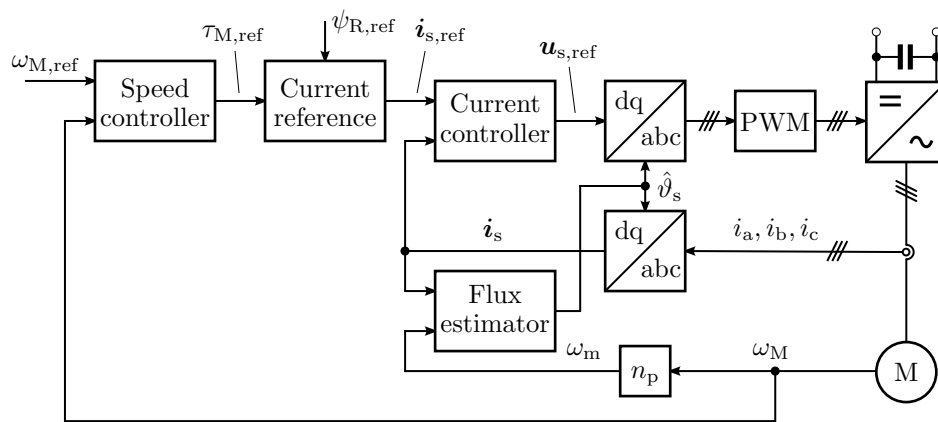 ψ_R,ref
τ_M,ref
i_s,ref
u_s,ref
ω_M,ref
Speed
controller
Current
reference
Current
controller
dq
abc
PWM
=
~
ϑ̂_s
i_s
dq
abc
i_a, i_b, i_c
Flux
estimator
ω_m
n_p
ω_M
M